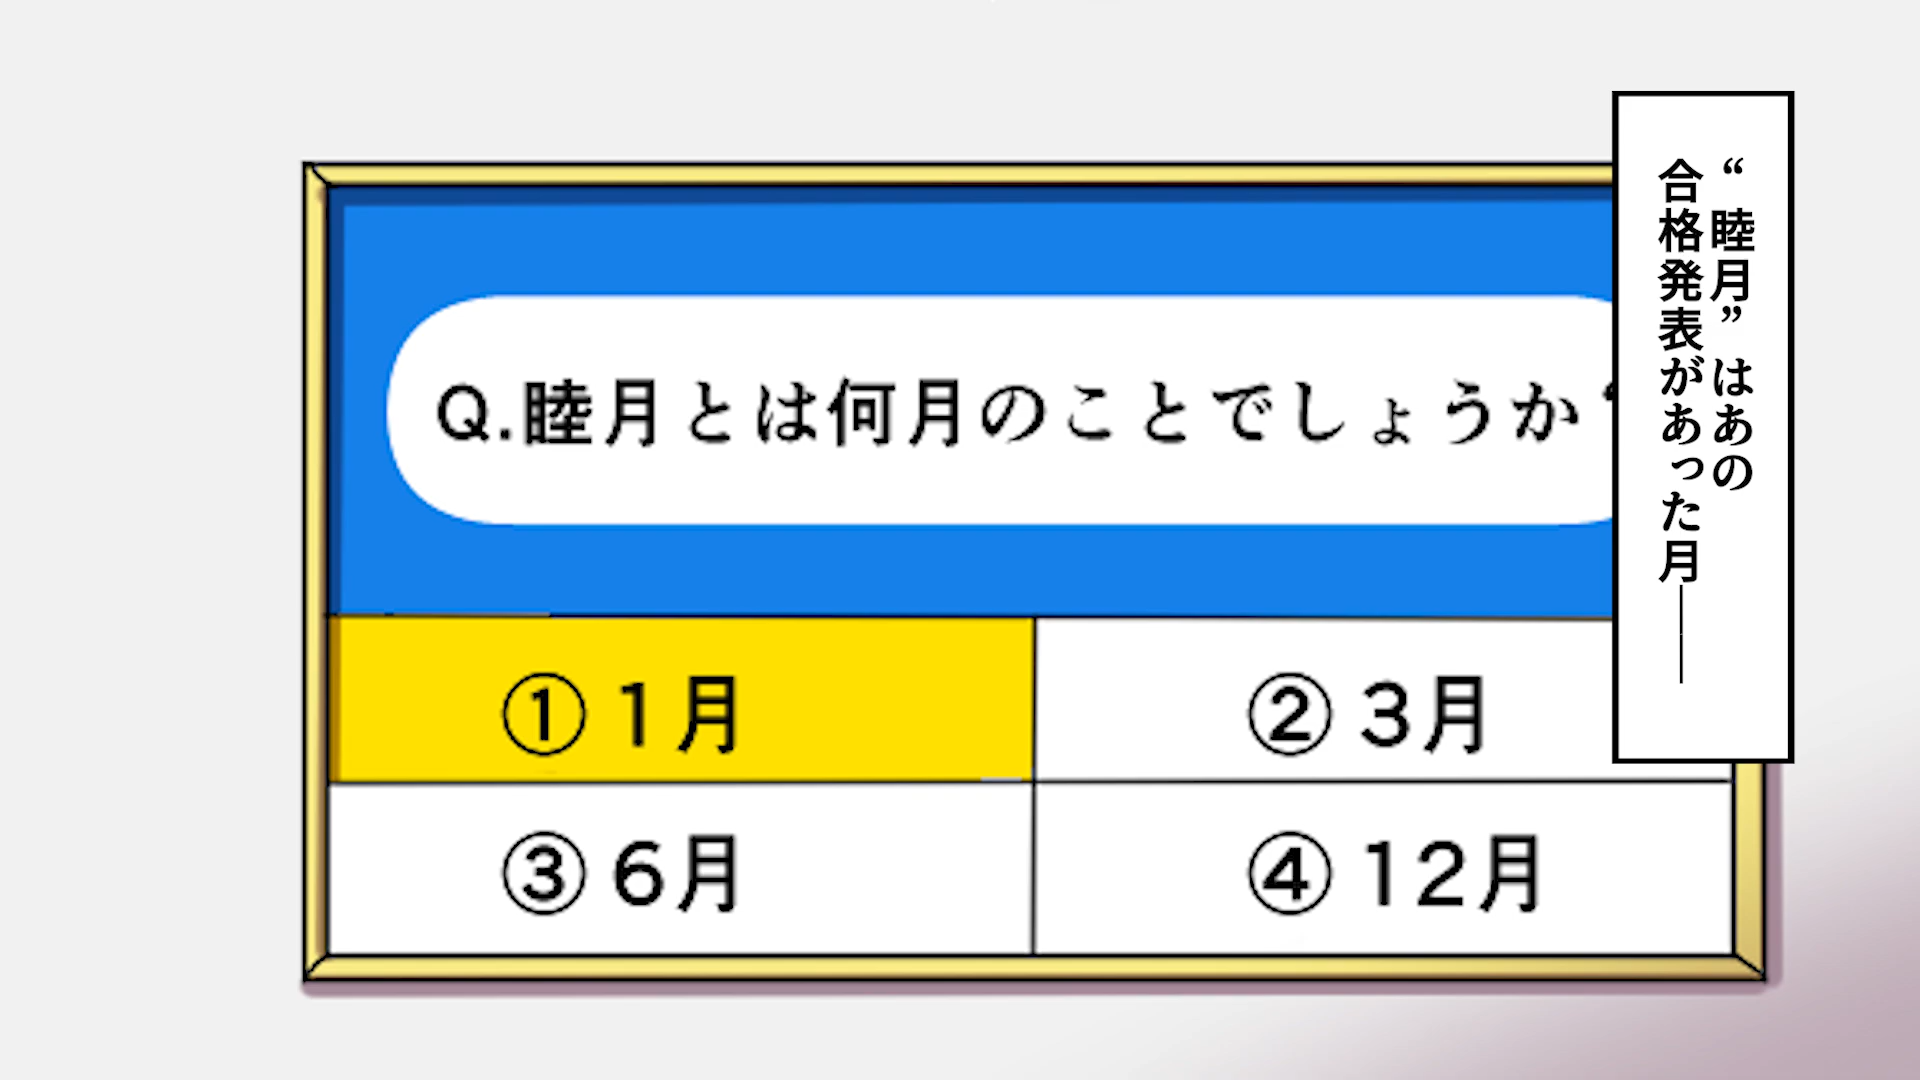 “睦月”はあの
合格発表があった月――
Q.睦月とは何月のことでしょうか
① 1月
② 3月
③ 6月
④ 12月